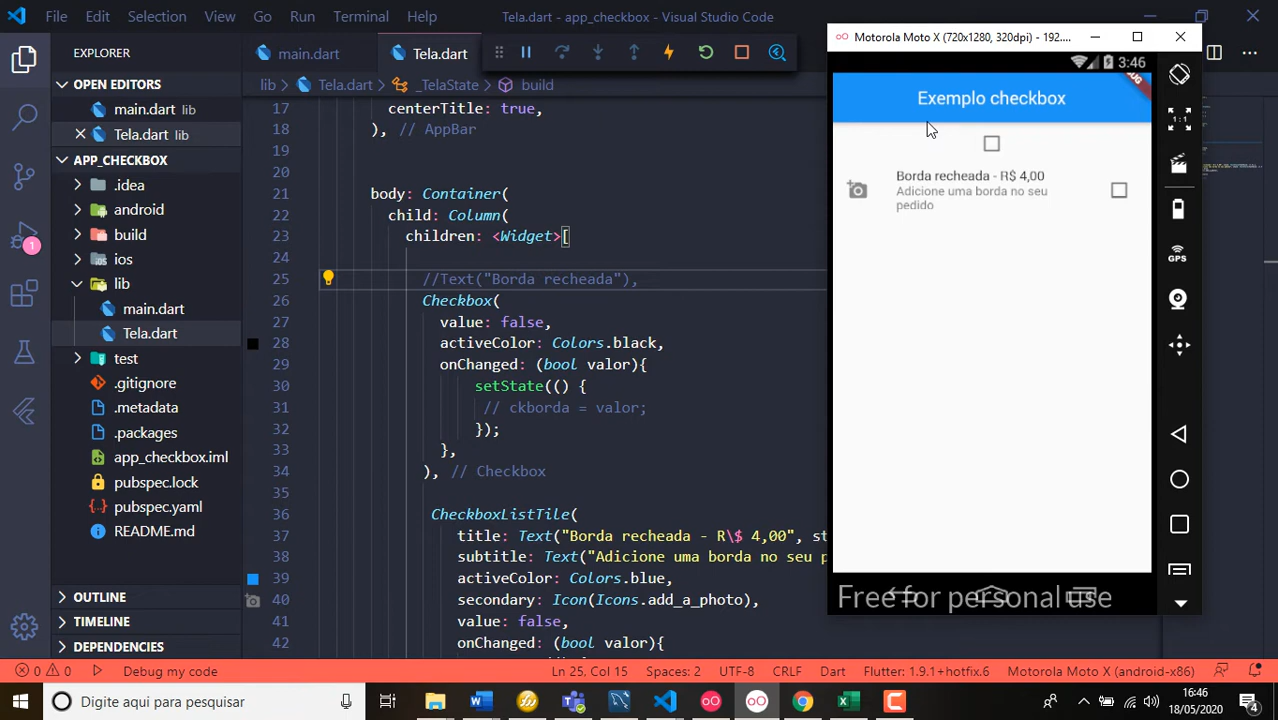 File Edit Selection View Go Run Terminal Help Tela.dart - app_checkbox - Visual Studio Code
EXPLORER
OPEN EDITORS
main.dart lib
Tela.dart lib
APP_CHECKBOX
.idea
android
build
ios
lib
main.dart
Tela.dart
test
.gitignore
.metadata
.packages
app_checkbox.iml
pubspec.lock
pubspec.yaml
README.md
OUTLINE
TIMELINE
DEPENDENCIES
1
main.dart Tela.dart
lib > Tela.dart > _TelaState > build
17 centerTitle: true,
18 ), // AppBar
19
20
21 body: Container(
22 child: Column(
23 children: <Widget>[
24
25 //Text("Borda recheada"),
26 Checkbox(
27 value: false,
28 activeColor: Colors.black,
29 onChanged: (bool valor){
30 setState(() {
31 // ckborda = valor;
32 });
33 },
34 ), // Checkbox
35
36 CheckboxListTile(
37 title: Text("Borda recheada - R\$ 4,00", st
38 subtitle: Text("Adicione uma borda no seu p
39 activeColor: Colors.blue,
40 secondary: Icon(Icons.add_a_photo),
41 value: false,
42 onChanged: (bool valor){
Motorola Moto X (720x1280, 320dpi) - 192....
3:46
Exemplo checkbox
Borda recheada - R$ 4,00
Adicione uma borda no seu
pedido
Free for personal use
1:1
GPS
0 0 Debug my code Ln 25, Col 15 Spaces: 2 UTF-8 CRLF Dart Flutter: 1.9.1+hotfix.6 Motorola Moto X (android-x86)
Digite aqui para pesquisar
16:46
18/05/2020
4